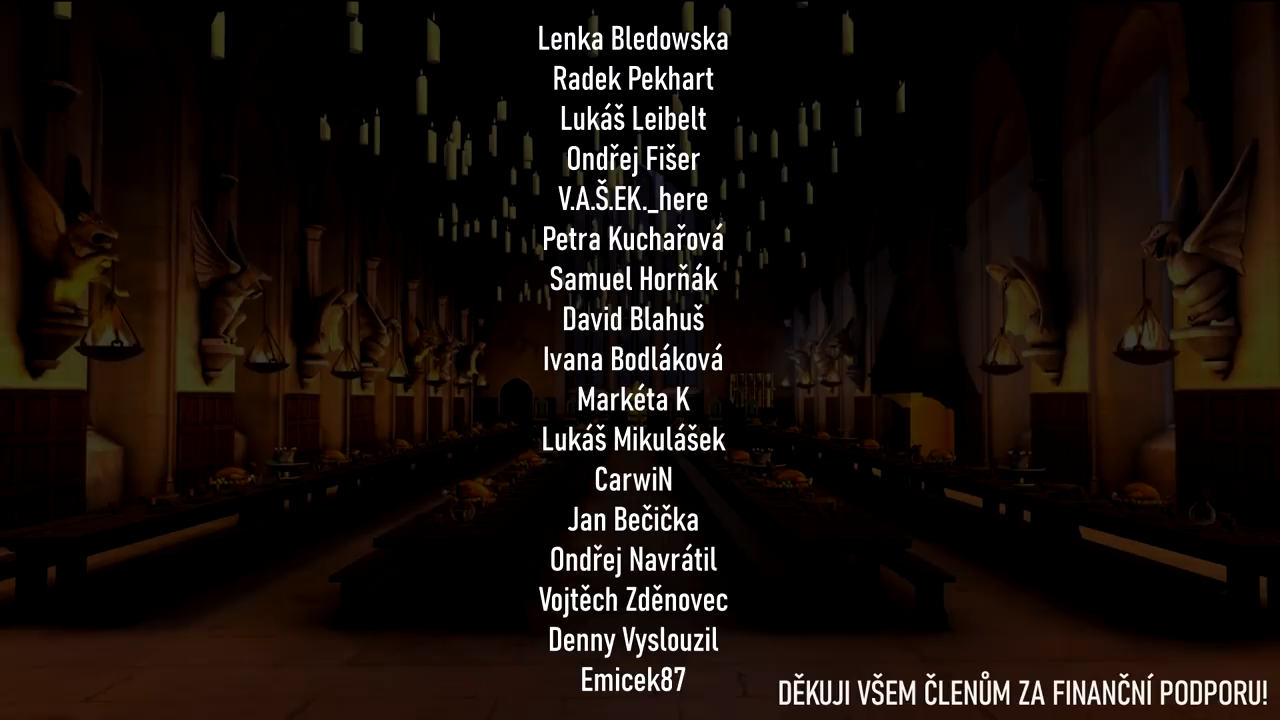 Lenka Bledowska
Radek Pekhart
Lukáš Leibelt
Ondřej Fišer
V.A.Š.EK._here
Petra Kuchařová
Samuel Horňák
David Blahuš
Ivana Bodláková
Markéta K
Lukáš Mikulášek
CarwiN
Jan Bečička
Ondřej Navrátil
Vojtěch Zděnovec
Denny Vyslouzil
Emicek87
DĚKUJI VŠEM ČLENŮM ZA FINANČNÍ PODPORU!